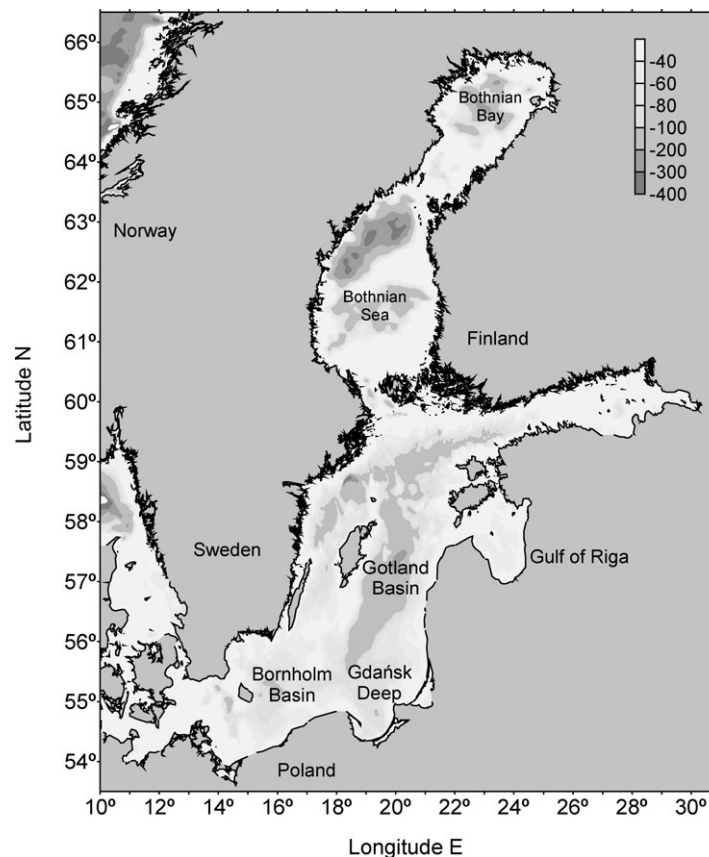 66º
65º
64º
63º
62º
61º
60º
59º
58º
57º
56º
55º
54º
Latitude N
10º 12º 14º 16º 18º 20º 22º 24º 26º 28º 30º
Longitude E
-40
-60
-80
-100
-200
-300
-400
Bothnian
Bay
Norway
Bothnian
Sea
Finland
Sweden
Gotland
Basin
Gulf of Riga
Bornholm
Basin
Gdańsk
Deep
Poland